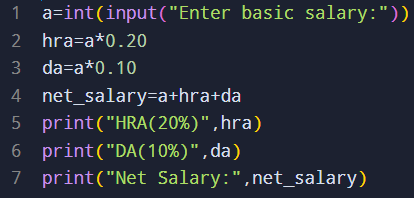 1 a=int(input("Enter basic salary:"))
2 hra=a*0.20
3 da=a*0.10
4 net_salary=a+hra+da
5 print("HRA(20%)",hra)
6 print("DA(10%)",da)
7 print("Net Salary:",net_salary)